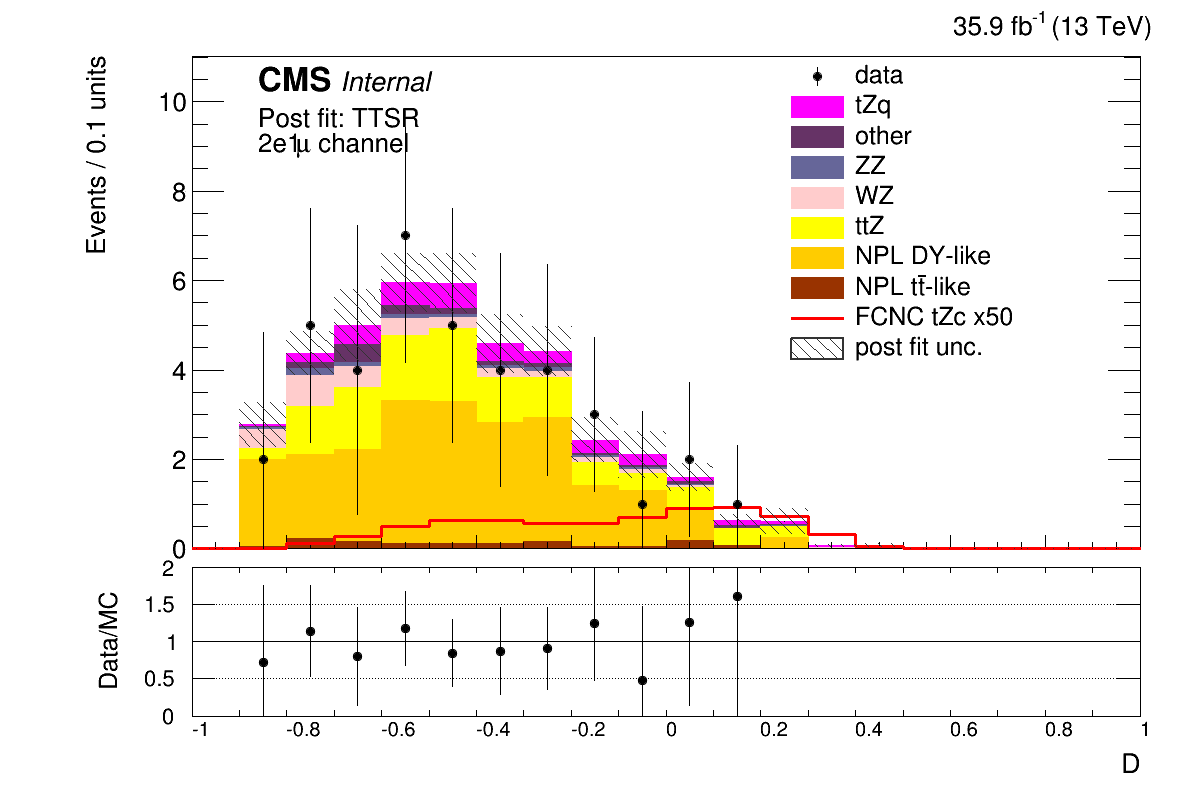 35.9 fb-1 (13 TeV)
CMS Internal
Post fit: TTSR
2e1μ channel
data
tZq
other
ZZ
WZ
ttZ
NPL DY-like
NPL tt̄-like
FCNC tZc x50
post fit unc.
Events / 0.1 units
10
8
6
4
2
0
Data/MC
2
1.5
1
0.5
0
-1 -0.8 -0.6 -0.4 -0.2 0 0.2 0.4 0.6 0.8 1
D